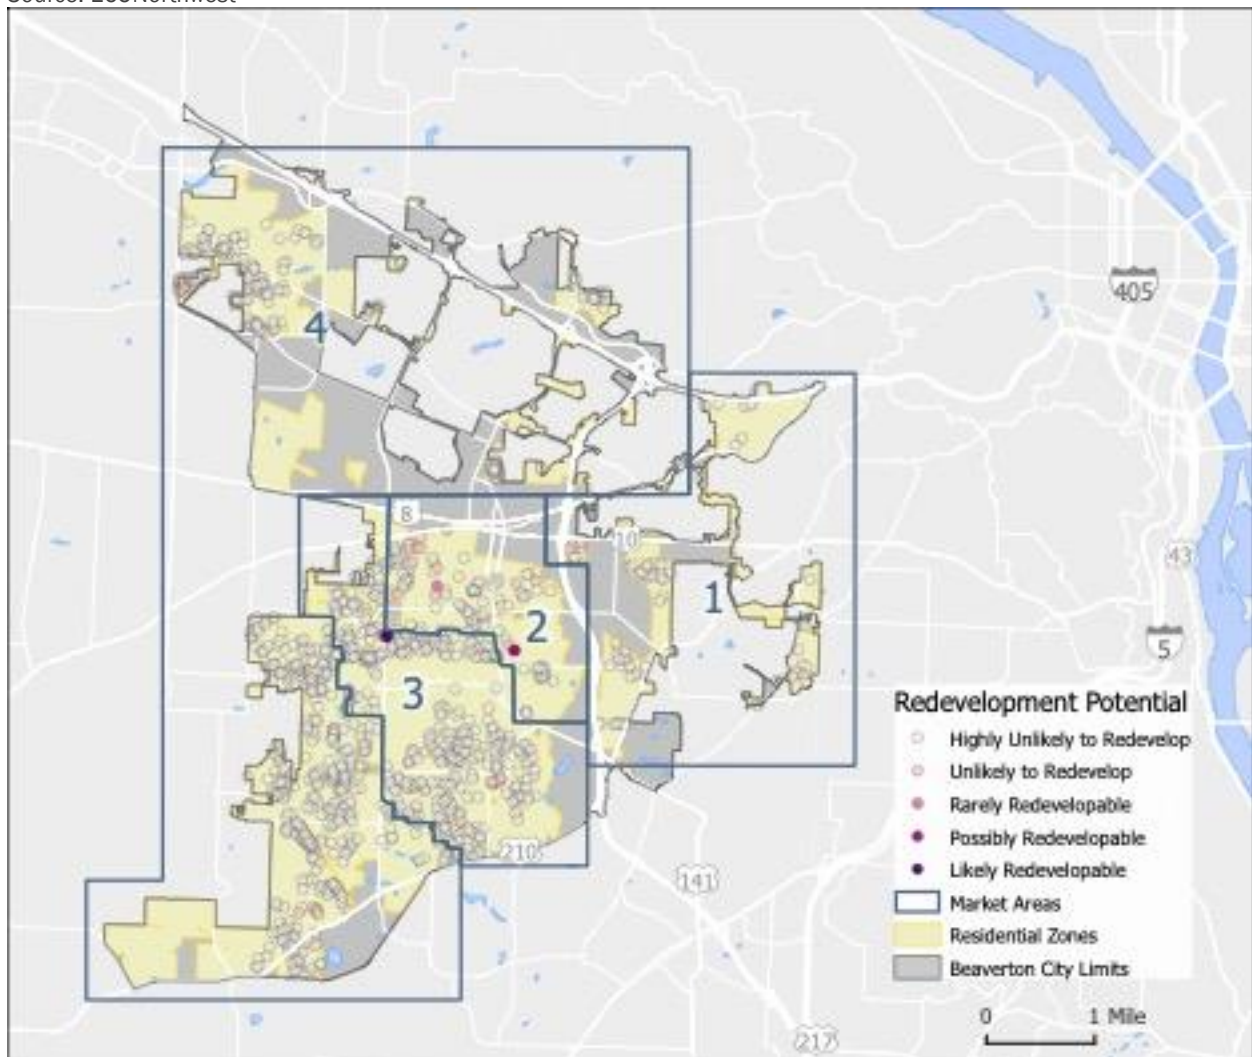 Source: ECONorthwest
405
4
8
10
43
1
2
5
3
Redevelopment Potential
Highly Unlikely to Redevelop
Unlikely to Redevelop
Rarely Redevelopable
Possibly Redevelopable
Likely Redevelopable
Market Areas
Residential Zones
Beaverton City Limits
210
141
0 1 Mile
217